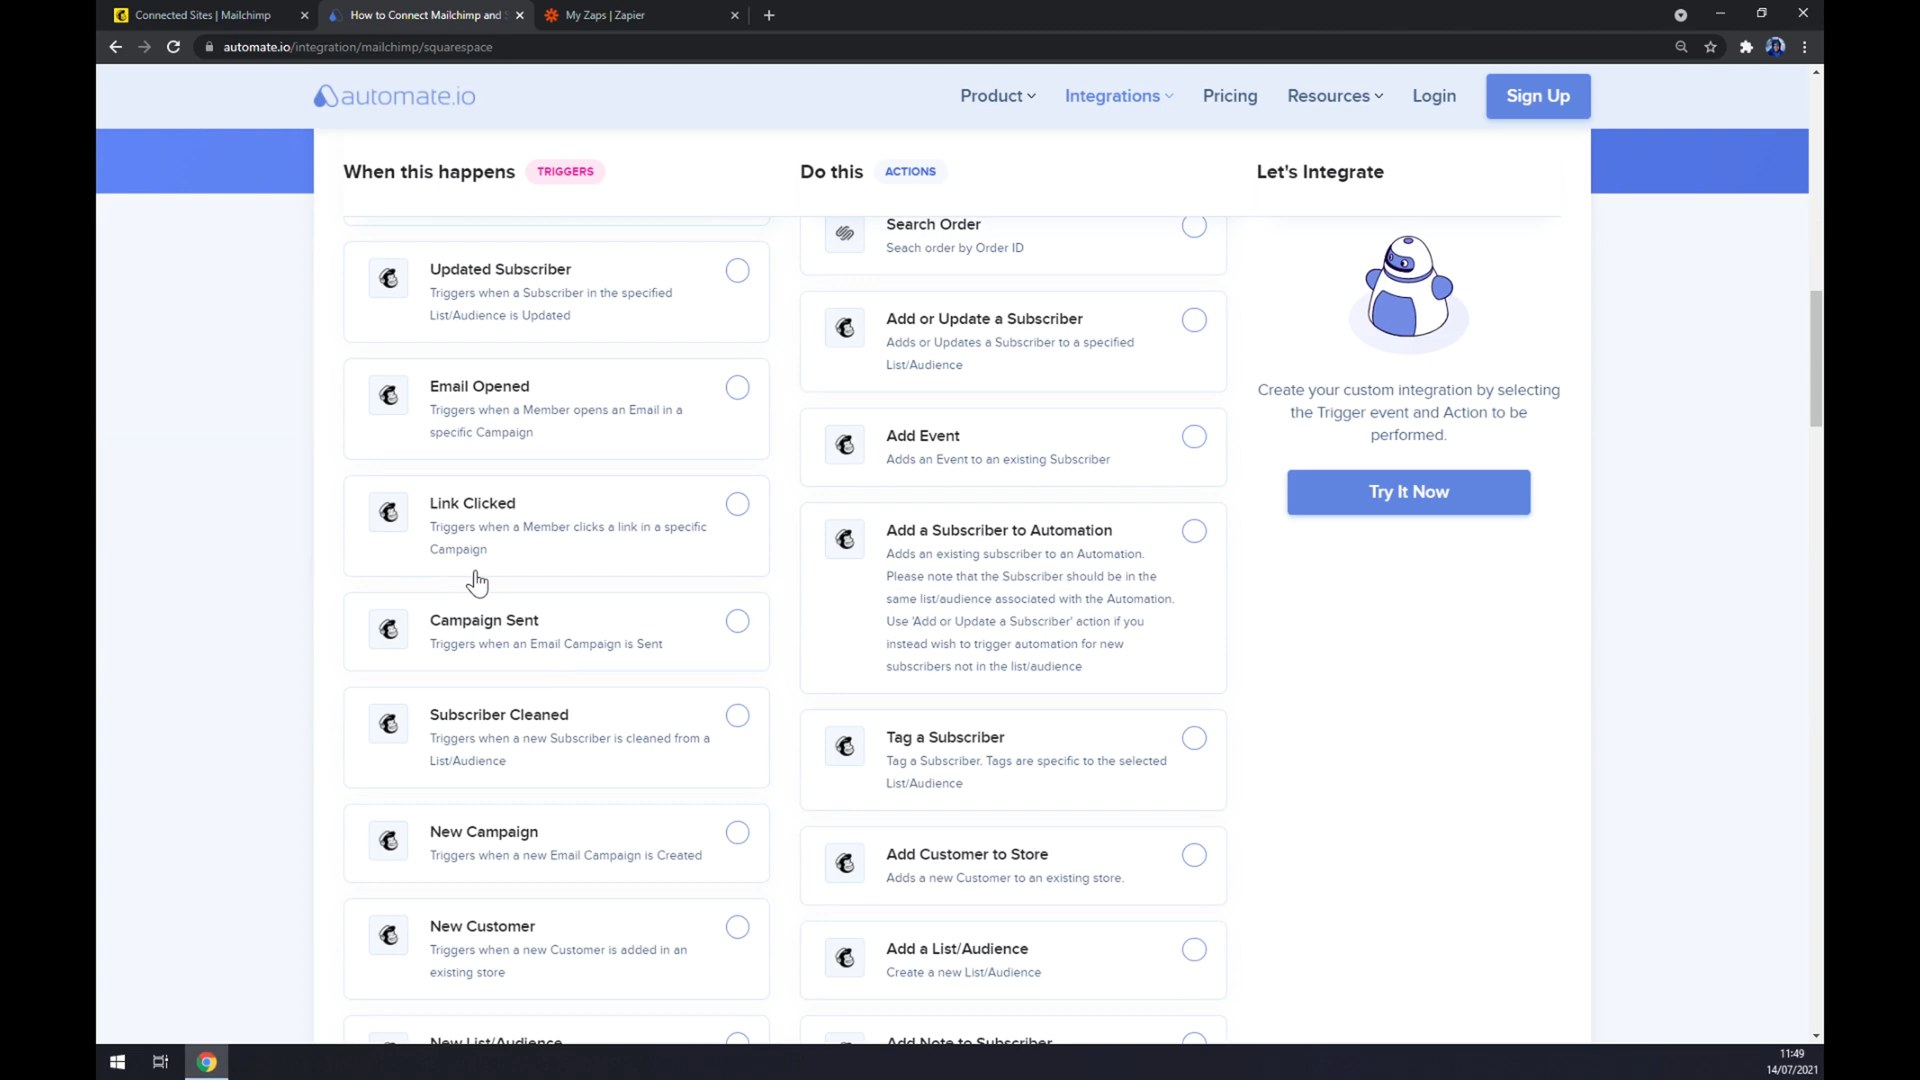 Connected Sites | Mailchimp
How to Connect Mailchimp and S
My Zaps | Zapier
automate.io/integration/mailchimp/squarespace
automate.io
Product
Integrations
Pricing
Resources
Login
Sign Up
When this happens
TRIGGERS
Do this
ACTIONS
Let's Integrate
Updated Subscriber
Triggers when a Subscriber in the specified
List/Audience is Updated
Email Opened
Triggers when a Member opens an Email in a
specific Campaign
Link Clicked
Triggers when a Member clicks a link in a specific
Campaign
Campaign Sent
Triggers when an Email Campaign is Sent
Subscriber Cleaned
Triggers when a new Subscriber is cleaned from a
List/Audience
New Campaign
Triggers when a new Email Campaign is Created
New Customer
Triggers when a new Customer is added in an
existing store
New List/Audience
Search Order
Seach order by Order ID
Add or Update a Subscriber
Adds or Updates a Subscriber to a specified
List/Audience
Add Event
Adds an Event to an existing Subscriber
Add a Subscriber to Automation
Adds an existing subscriber to an Automation.
Please note that the Subscriber should be in the
same list/audience associated with the Automation.
Use 'Add or Update a Subscriber' action if you
instead wish to trigger automation for new
subscribers not in the list/audience
Tag a Subscriber
Tag a Subscriber. Tags are specific to the selected
List/Audience
Add Customer to Store
Adds a new Customer to an existing store.
Add a List/Audience
Create a new List/Audience
Add Note to Subscriber
Create your custom integration by selecting
the Trigger event and Action to be
performed.
Try It Now
11:49
14/07/2021